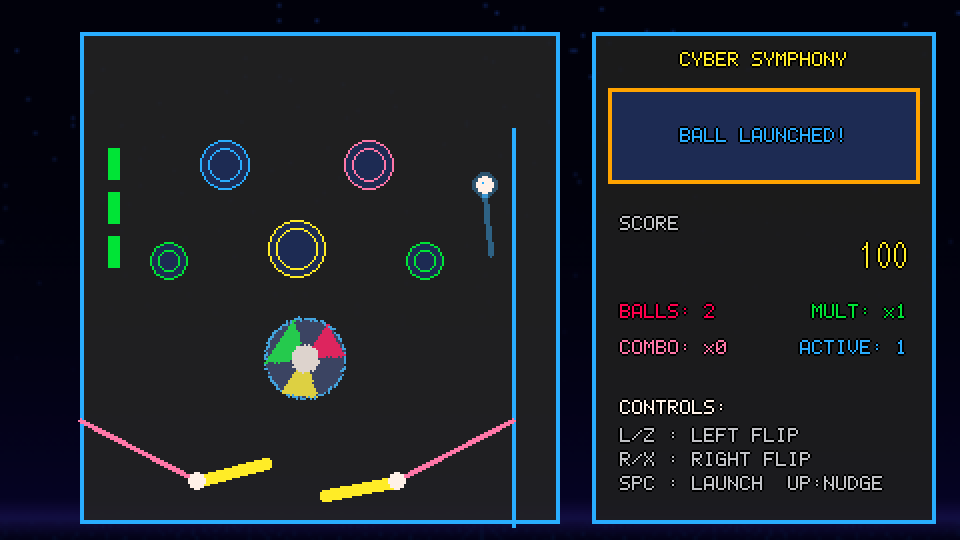 CYBER SYMPHONY
BALL LAUNCHED!
SCORE
100
BALLS: 2 MULT: x1
COMBO: x0 ACTIVE: 1
CONTROLS:
L/Z : LEFT FLIP
R/X : RIGHT FLIP
SPC : LAUNCH UP:NUDGE